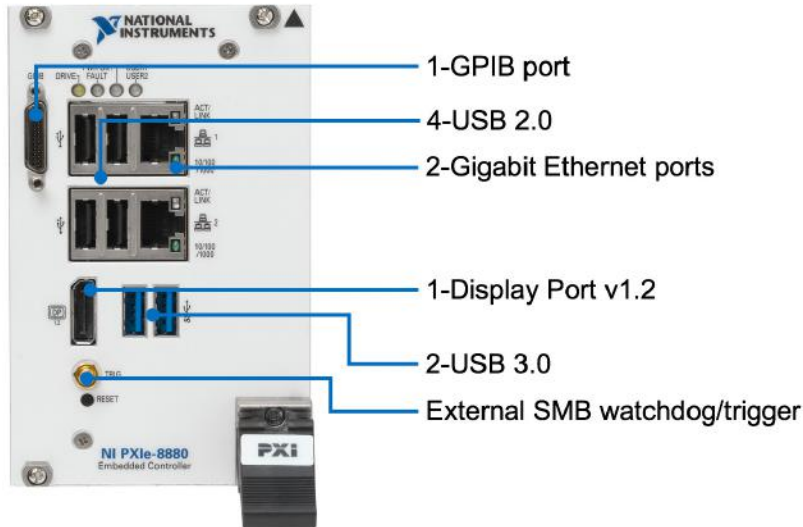 NATIONAL
INSTRUMENTS
GPIB
DRIVE
FAULT
USER2
ACT/
LINK
1
10/100
/1000
ACT/
LINK
2
10/100
/1000
TRIG
RESET
NI PXIe-8880
Embedded Controller
PXI
1-GPIB port
4-USB 2.0
2-Gigabit Ethernet ports
1-Display Port v1.2
2-USB 3.0
External SMB watchdog/trigger